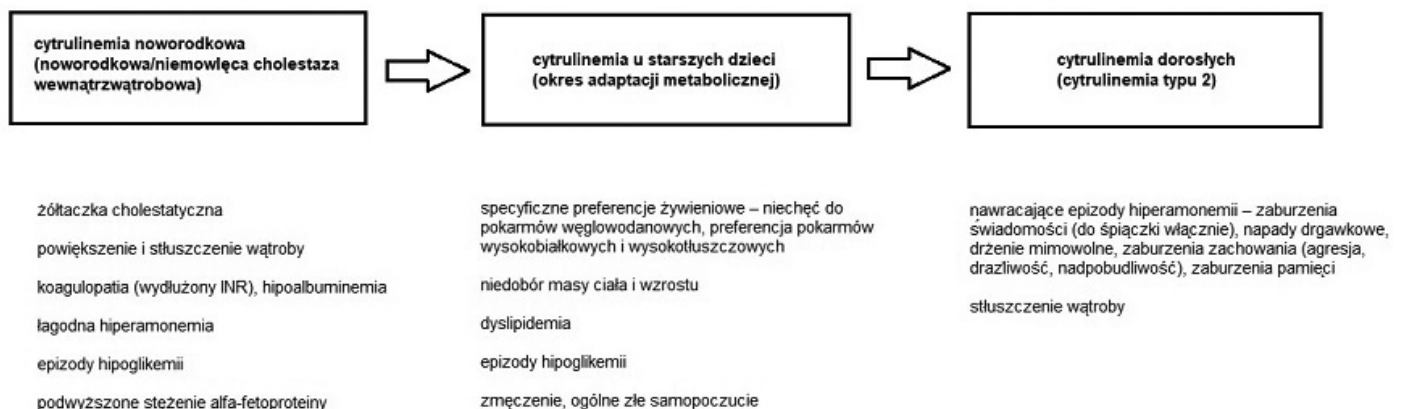 cytrulinemia noworodkowa
(noworodkowa/niemowlęca cholestaza
wewnątrzwątrobowa)
cytrulinemia u starszych dzieci
(okres adaptacji metabolicznej)
cytrulinemia dorosłych
(cytrulinemia typu 2)
żółtaczka cholestatyczna
powiększenie i stłuszczenie wątroby
koagulopatia (wydłużony INR), hipoalbuminemia
łagodna hiperamonemia
epizody hipoglikemii
podwyższone stężenie alfa-fetoproteiny
specyficzne preferencje żywieniowe – niechęć do
pokarmów węglowodanowych, preferencja pokarmów
wysokobiałkowych i wysokotłuszczowych
niedobór masy ciała i wzrostu
dyslipidemia
epizody hipoglikemii
zmęczenie, ogólne złe samopoczucie
nawracające epizody hiperamonemii – zaburzenia
świadomości (do śpiączki włącznie), napady drgawkowe,
drżenie mimowolne, zaburzenia zachowania (agresja,
drażliwość, nadpobudliwość), zaburzenia pamięci
stłuszczenie wątroby